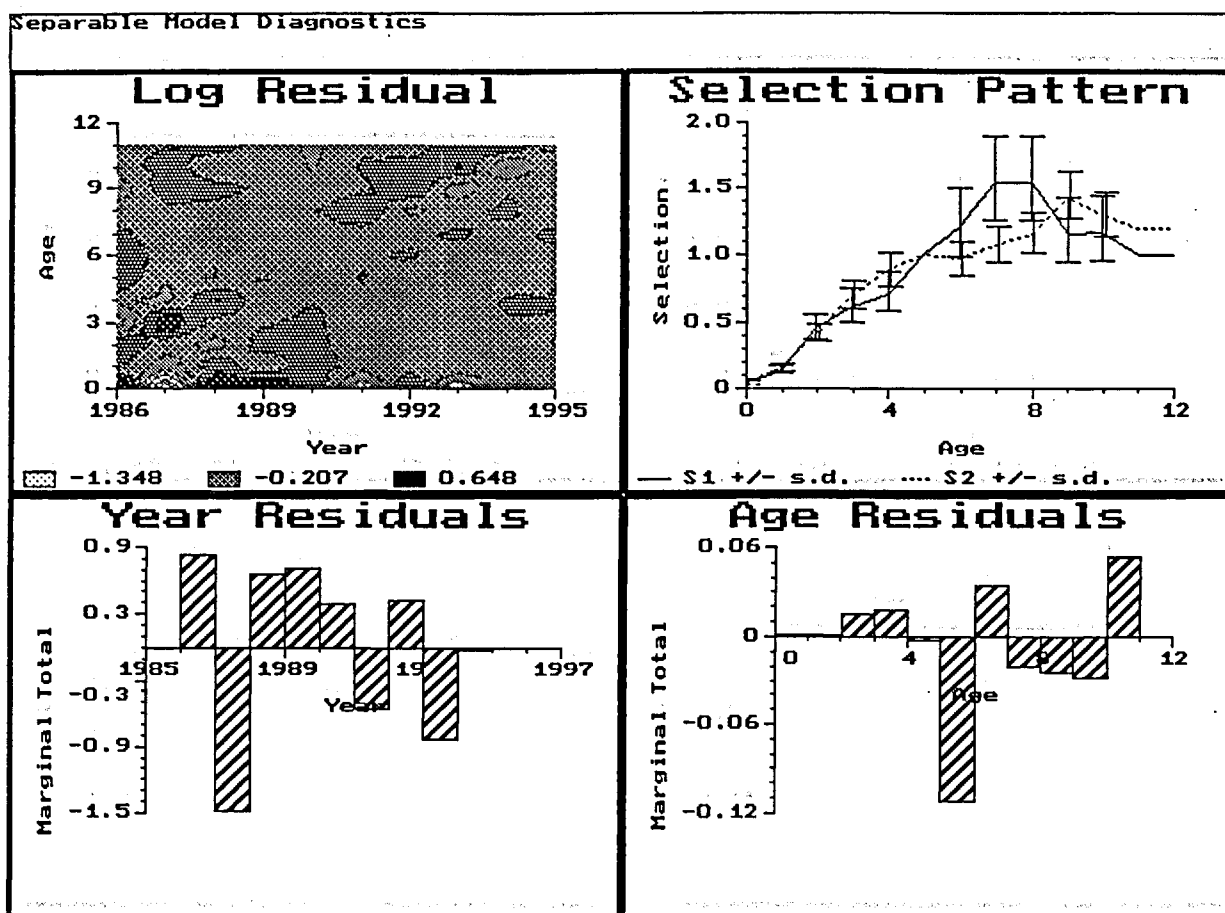 Separable Model Diagnostics
Log Residual
12
9
6
3
0
Age
1986
1989
1992
1995
Year
-1.348
-0.207
0.648
Selection Pattern
2.0
1.5
1.0
0.5
0
Selection
0
4
8
12
Age
S1 +/- s.d.
S2 +/- s.d.
Year Residuals
0.9
0.3
-0.3
-0.9
-1.5
Marginal Total
1985
1989
1997
Year
Age Residuals
0.06
0
-0.06
-0.12
Marginal Total
0
4
8
12
Age